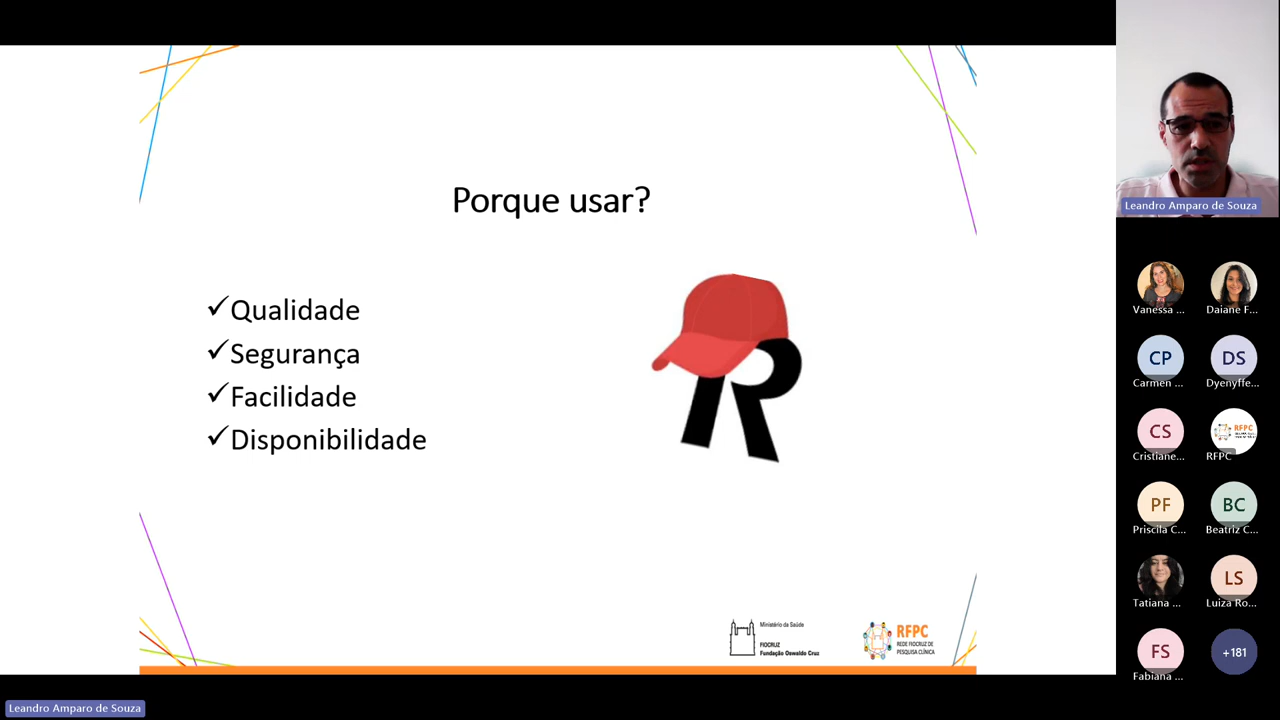 Porque usar?
✓Qualidade
✓Segurança
✓Facilidade
✓Disponibilidade
R
Ministério da Saúde
FIOCRUZ
Fundação Oswaldo Cruz
RFPC
REDE FIOCRUZ DE
PESQUISA CLÍNICA
Leandro Amparo de Souza
Vanessa ...
Daiane F...
CP
Carmen ...
DS
Dyenyffe...
CS
Cristiane...
RFPC
RFPC
PF
Priscila C...
BC
Beatriz C...
Tatiana ...
LS
Luiza Ro...
FS
Fabiana ...
+181
Leandro Amparo de Souza